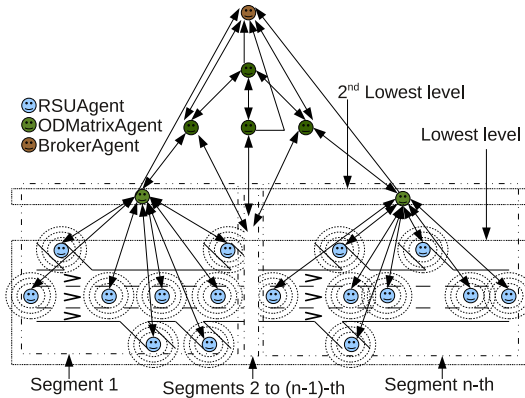 2nd Lowest level
RSUAgent
ODMatrixAgent
BrokerAgent
Lowest level
Segment 1
Segments 2 to (n-1)-th
Segment n-th